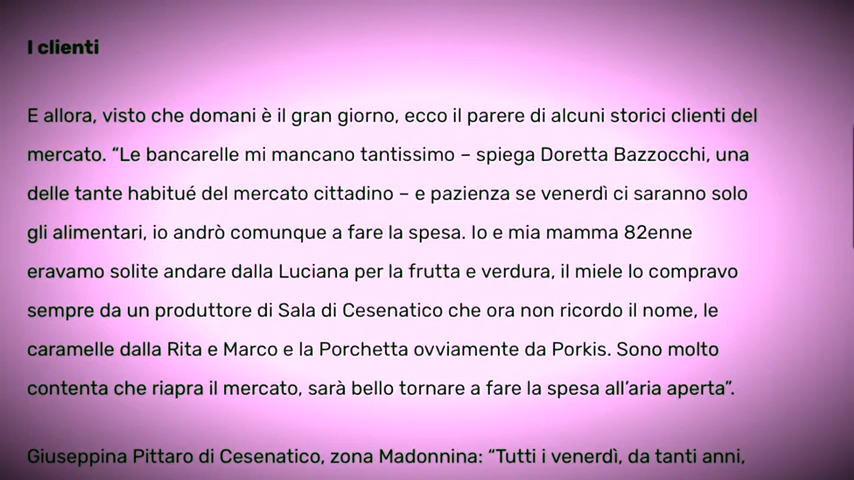 I clienti
E allora, visto che domani è il gran giorno, ecco il parere di alcuni storici clienti del
mercato. “Le bancarelle mi mancano tantissimo – spiega Doretta Bazzocchi, una
delle tante habitué del mercato cittadino – e pazienza se venerdì ci saranno solo
gli alimentari, io andrò comunque a fare la spesa. Io e mia mamma 82enne
eravamo solite andare dalla Luciana per la frutta e verdura, il miele lo compravo
sempre da un produttore di Sala di Cesenatico che ora non ricordo il nome, le
caramelle dalla Rita e Marco e la Porchetta ovviamente da Porkis. Sono molto
contenta che riapra il mercato, sarà bello tornare a fare la spesa all’aria aperta”.
Giuseppina Pittaro di Cesenatico, zona Madonnina: “Tutti i venerdì, da tanti anni,